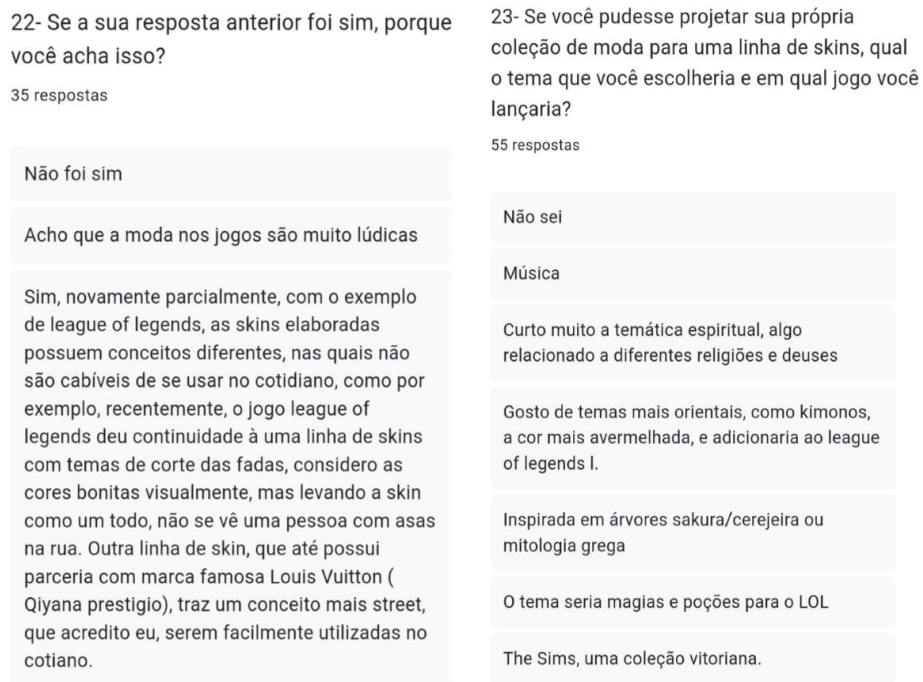 22- Se a sua resposta anterior foi sim, porque
você acha isso?
35 respostas
Não foi sim
Acho que a moda nos jogos são muito lúdicas
Sim, novamente parcialmente, com o exemplo
de league of legends, as skins elaboradas
possuem conceitos diferentes, nas quais não
são cabíveis de se usar no cotidiano, como por
exemplo, recentemente, o jogo league of
legends deu continuidade à uma linha de skins
com temas de corte das fadas, considero as
cores bonitas visualmente, mas levando a skin
como um todo, não se vê uma pessoa com asas
na rua. Outra linha de skin, que até possui
parceria com marca famosa Louis Vuitton (
Qiyana prestigio), traz um conceito mais street,
que acredito eu, serem facilmente utilizadas no
cotiano.
23- Se você pudesse projetar sua própria
coleção de moda para uma linha de skins, qual
o tema que você escolheria e em qual jogo você
lançaria?
55 respostas
Não sei
Música
Curto muito a temática espiritual, algo
relacionado a diferentes religiões e deuses
Gosto de temas mais orientais, como kimonos,
a cor mais avermelhada, e adicionaria ao league
of legends l.
Inspirada em árvores sakura/cerejeira ou
mitologia grega
O tema seria magias e poções para o LOL
The Sims, uma coleção vitoriana.